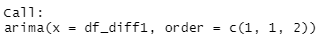 call:
arima(x = df_diff1, order = c(1, 1, 2))